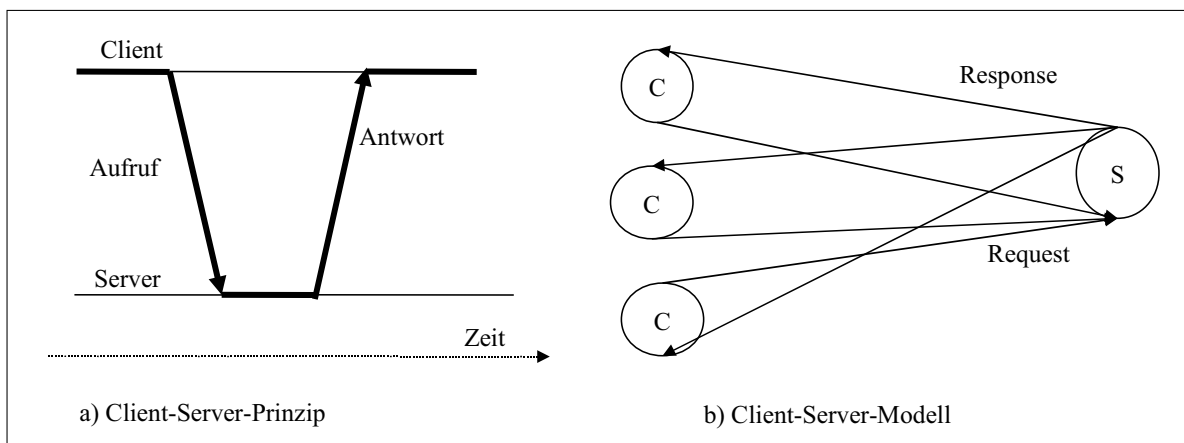 Client
Aufruf
Antwort
Server
Zeit
a) Client-Server-Prinzip
C
C
C
Response
S
Request
b) Client-Server-Modell